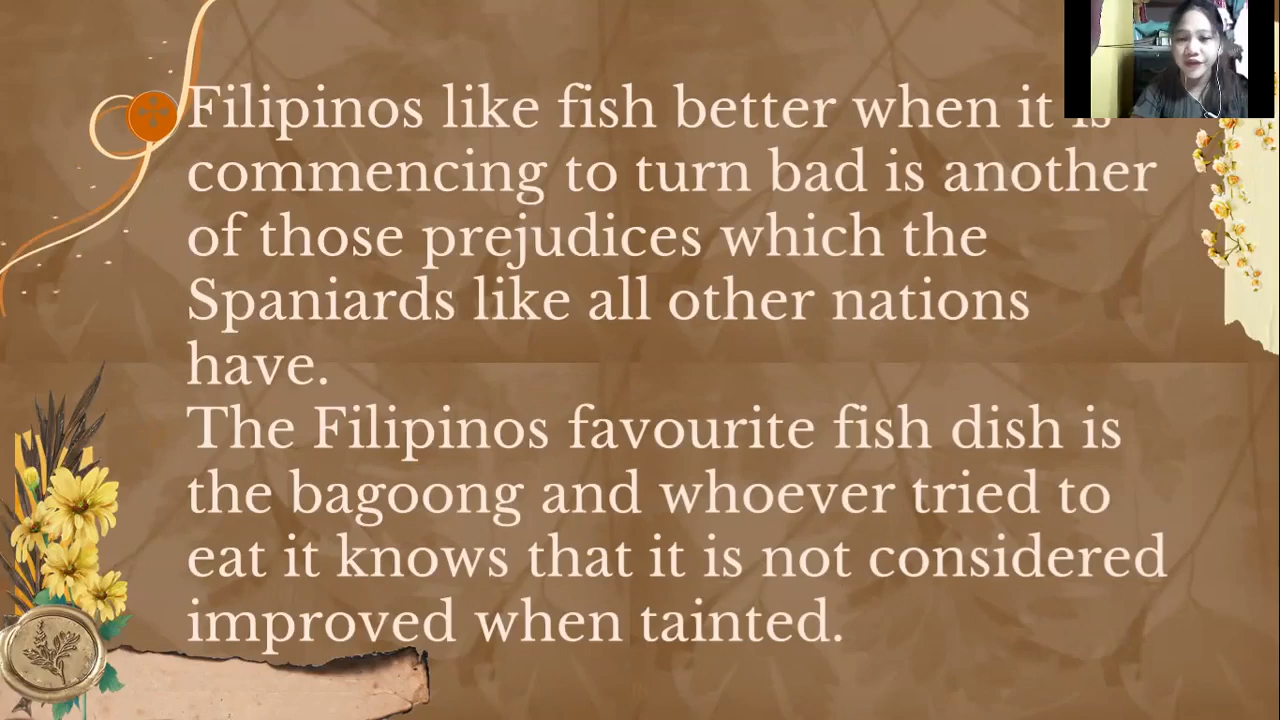 Filipinos like fish better when it is
commencing to turn bad is another
of those prejudices which the
Spaniards like all other nations
have.
The Filipinos favourite fish dish is
the bagoong and whoever tried to
eat it knows that it is not considered
improved when tainted.